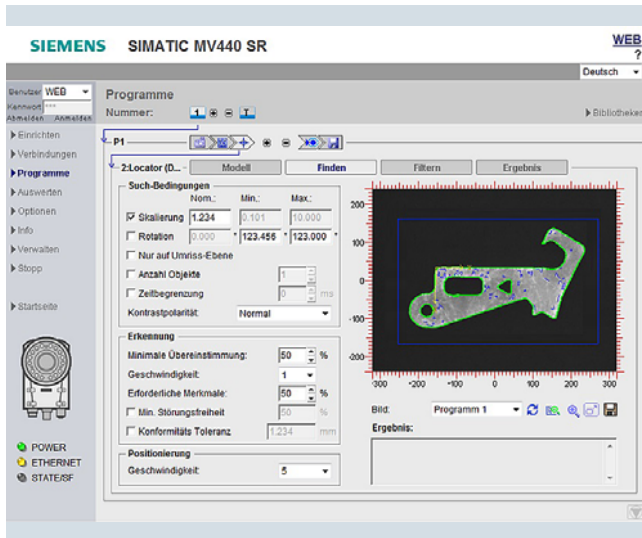 SIEMENS SIMATIC MV440 SR WEB
?
Deutsch
Benutzer WEB
Kennwort ***
Abmelden Anmelden
Programme
Nummer: 1
Bibliotheken
Einrichten
Verbindungen
Programme
Auswerten
Optionen
Info
Verwalten
Stopp
Startseite
POWER
ETHERNET
STATE/SF
P1
2:Locator (D... Modell Finden Filtern Ergebnis
Such-Bedingungen
Nom.: Min.: Max.:
Skalierung 1.234 0.101 10.000
Rotation 0.000 ° 123.456 ° 123.000 °
Nur auf Umriss-Ebene
Anzahl Objekte 1
Zeitbegrenzung 0 ms
Kontrastpolarität: Normal
Erkennung
Minimale Übereinstimmung: 50 %
Geschwindigkeit: 1
Erforderliche Merkmale: 50 %
Min. Störungsfreiheit 50 %
Konformitäts Toleranz 1.234 mm
Positionierung
Geschwindigkeit: 5
200
100
0
-100
-200
-300 -200 -100 0 100 200 300
Bild: Programm 1
Ergebnis: